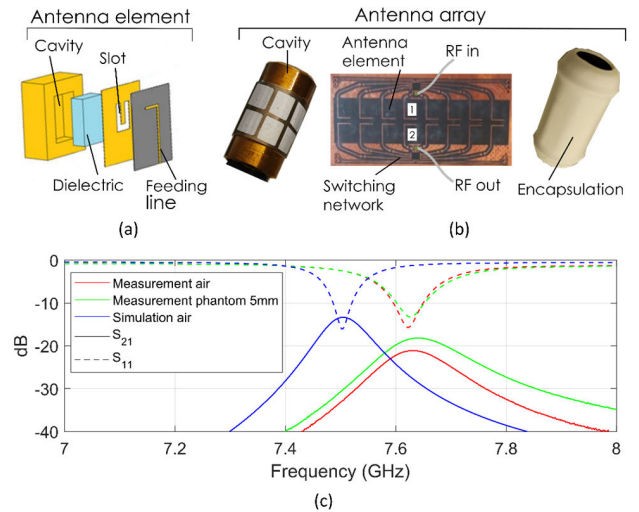 Antenna element
Antenna array
Cavity
Slot
Dielectric
Feeding
line
(a)
Cavity
Antenna
element
RF in
1
2
Switching
network
RF out
Encapsulation
(b)
0
-10
-20
-30
-40
dB
Measurement air
Measurement phantom 5mm
Simulation air
S21
S11
7
7.2
7.4
7.6
7.8
8
Frequency (GHz)
(c)